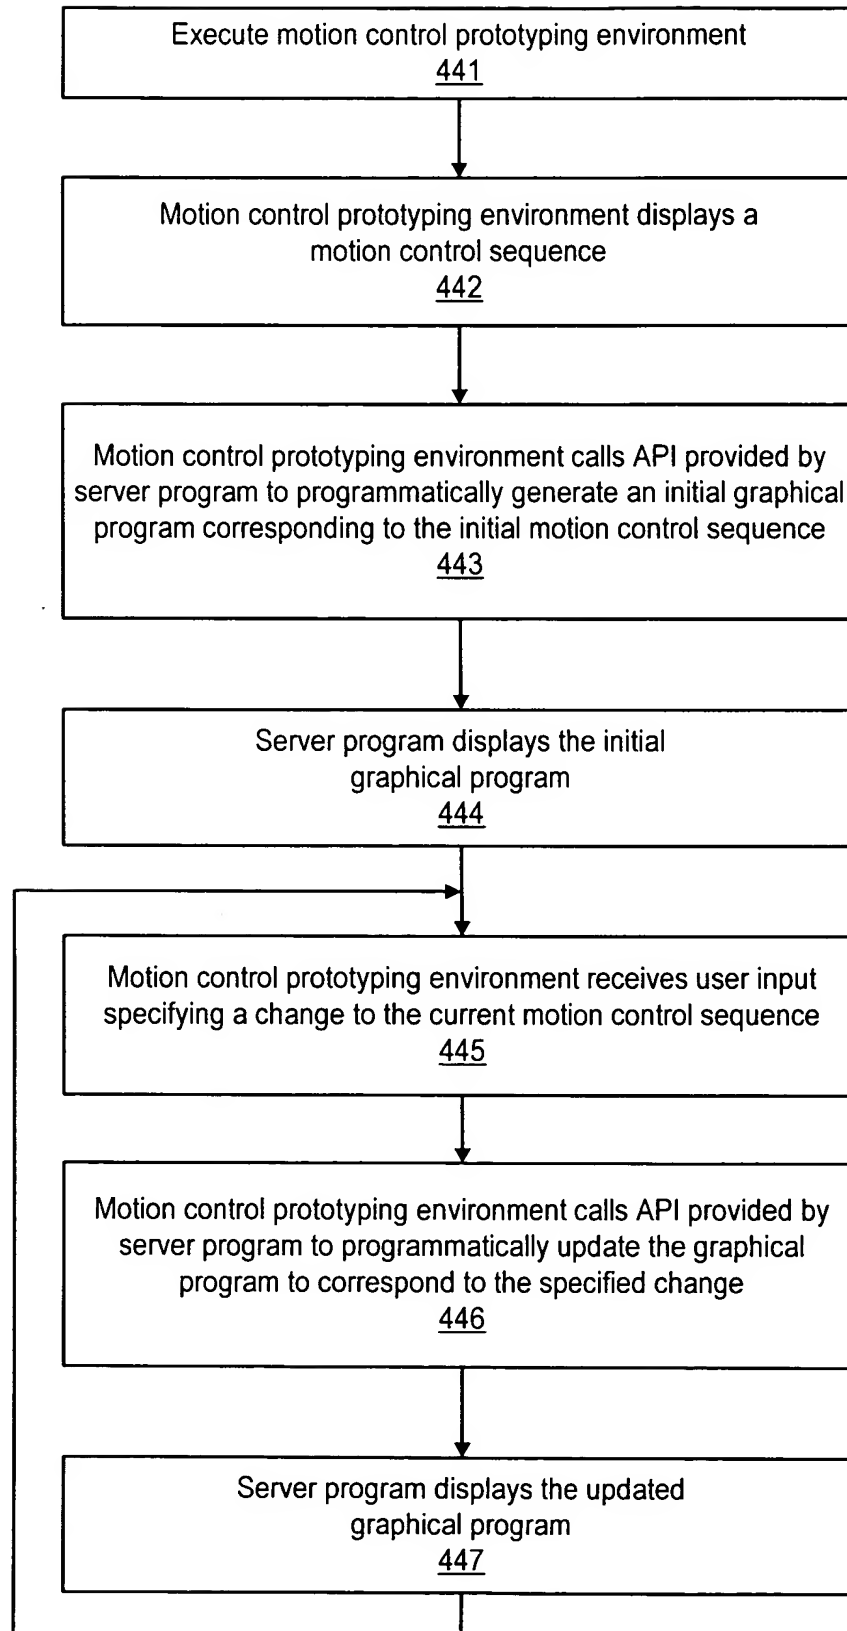 Execute motion control prototyping environment
441
Motion control prototyping environment displays a
motion control sequence
442
Motion control prototyping environment calls API provided by
server program to programmatically generate an initial graphical
program corresponding to the initial motion control sequence
443
Server program displays the initial
graphical program
444
Motion control prototyping environment receives user input
specifying a change to the current motion control sequence
445
Motion control prototyping environment calls API provided by
server program to programmatically update the graphical
program to correspond to the specified change
446
Server program displays the updated
graphical program
447